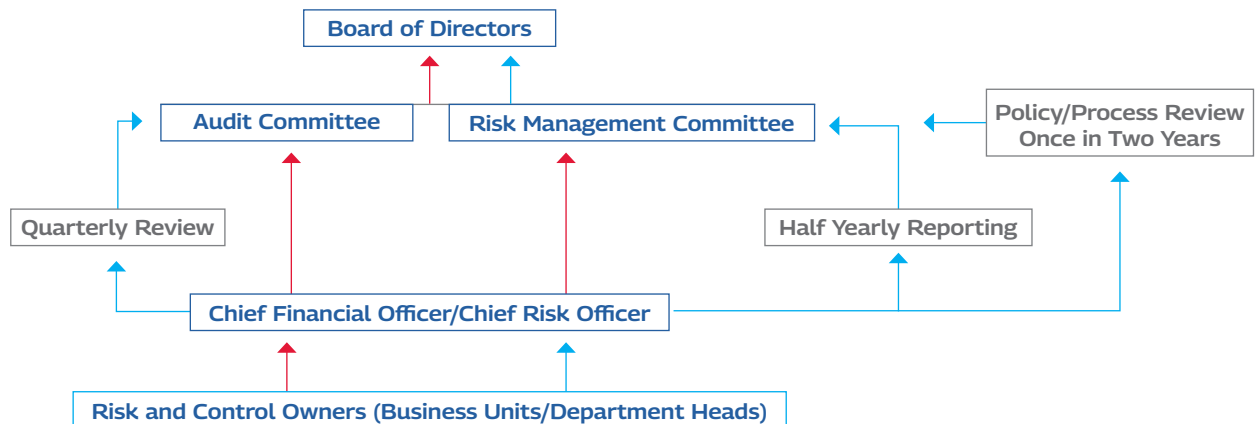 Board of Directors
Audit Committee
Risk Management Committee
Policy/Process Review
Once in Two Years
Quarterly Review
Half Yearly Reporting
Chief Financial Officer/Chief Risk Officer
Risk and Control Owners (Business Units/Department Heads)